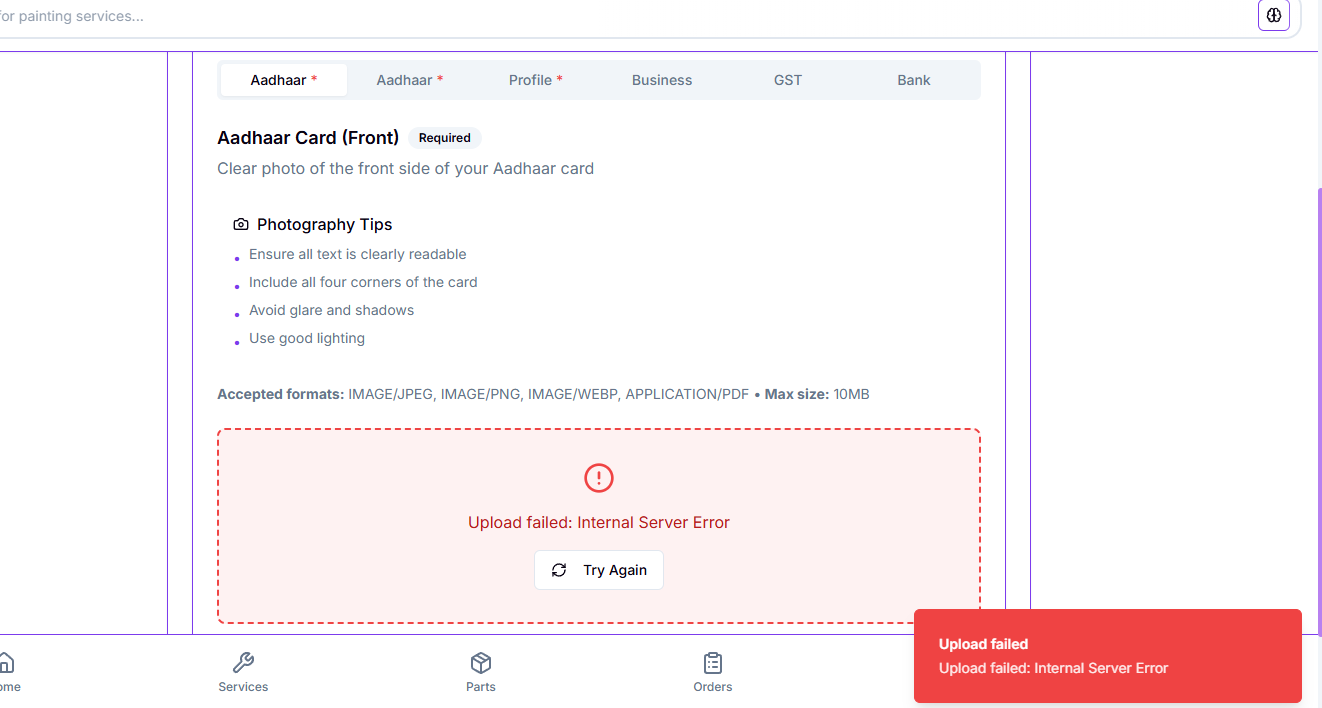 for painting services...
Aadhaar * Aadhaar * Profile * Business GST Bank
Aadhaar Card (Front) Required
Clear photo of the front side of your Aadhaar card
Photography Tips
• Ensure all text is clearly readable
• Include all four corners of the card
• Avoid glare and shadows
• Use good lighting
Accepted formats: IMAGE/JPEG, IMAGE/PNG, IMAGE/WEBP, APPLICATION/PDF • Max size: 10MB
Upload failed: Internal Server Error
Try Again
Upload failed
Upload failed: Internal Server Error
ome Services Parts Orders